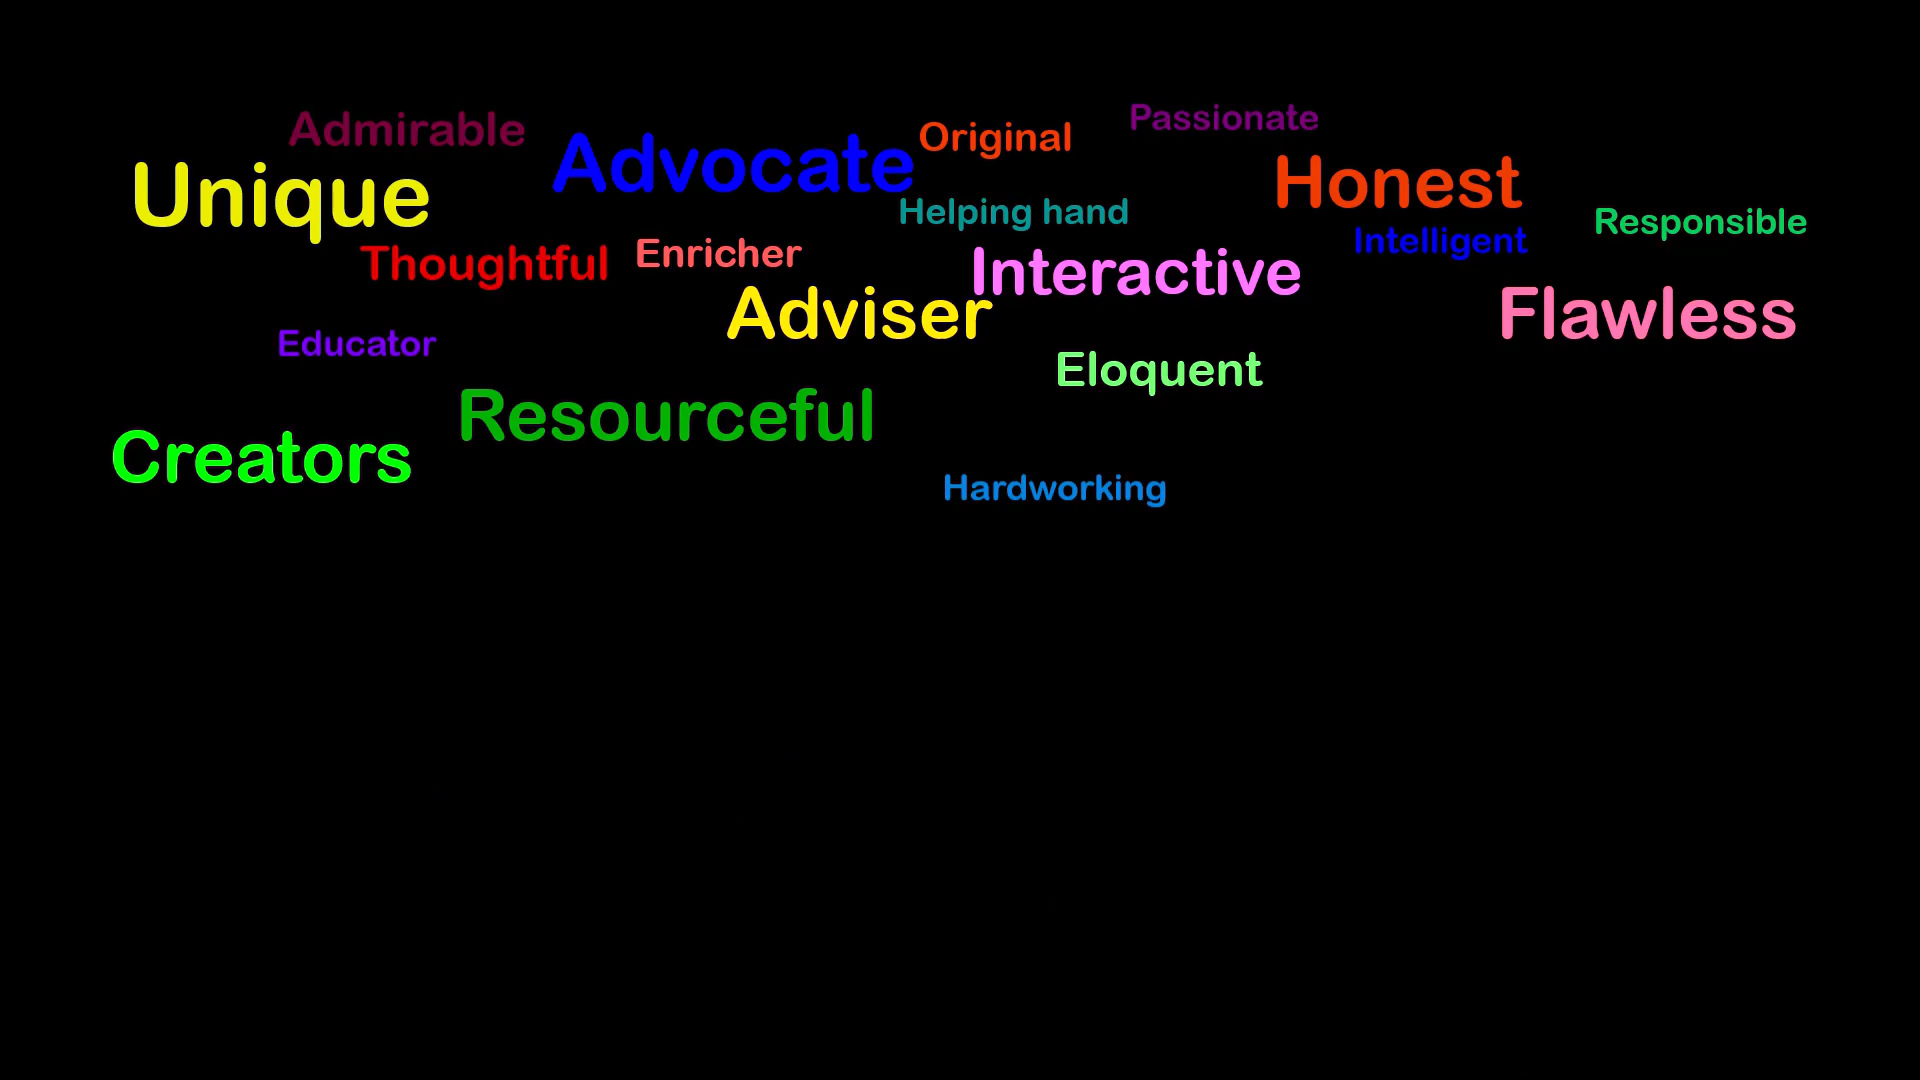 Passionate
Admirable
Original
Advocate
Honest
Unique
Helping hand
Responsible
Intelligent
Enricher
Thoughtful
Interactive
Adviser
Flawless
Educator
Eloquent
Resourceful
Creators
Hardworking